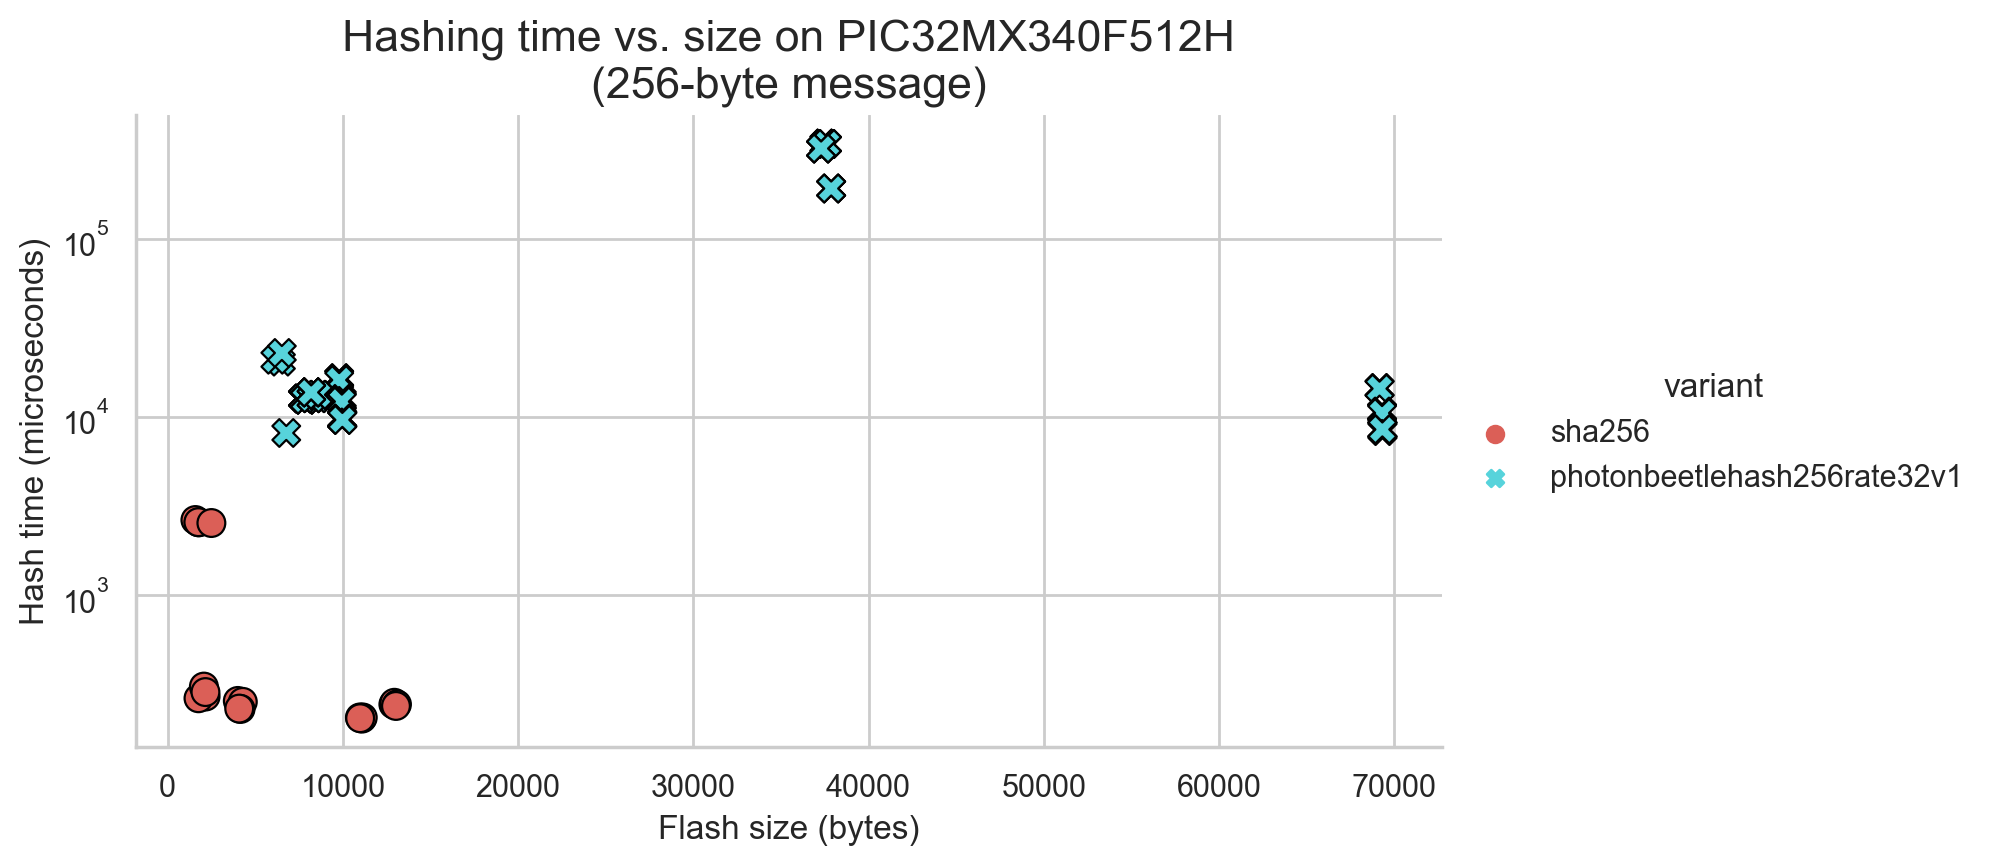 Hashing time vs. size on PIC32MX340F512H
(256-byte message)
Hash time (microseconds)
10^5
10^4
10^3
0 10000 20000 30000 40000 50000 60000 70000
Flash size (bytes)
variant
sha256
photonbeetlehash256rate32v1